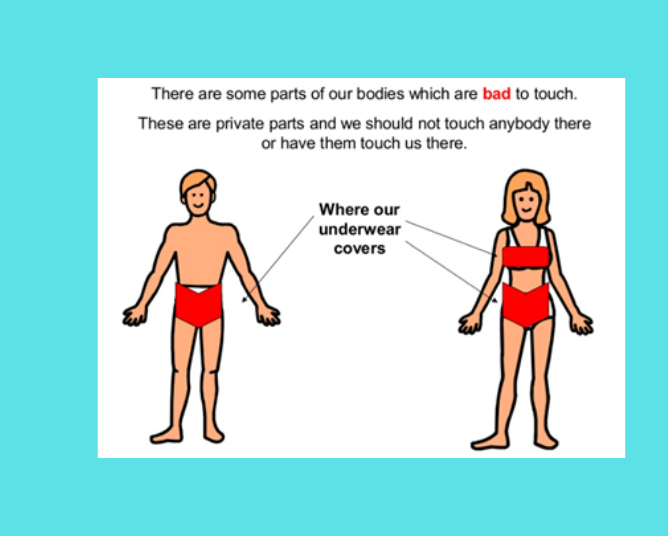 There are some parts of our bodies which are bad to touch.
These are private parts and we should not touch anybody there
or have them touch us there.
Where our
underwear
covers